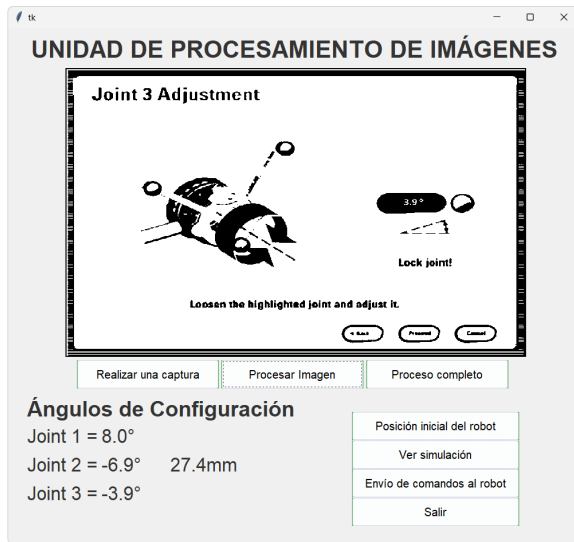 tk
UNIDAD DE PROCESAMIENTO DE IMÁGENES
Joint 3 Adjustment
3.9°
Lock joint!
Loosen the highlighted joint and adjust it.
< Back Proceed Cancel
Realizar una captura Procesar Imagen Proceso completo
Ángulos de Configuración
Joint 1 = 8.0°
Joint 2 = -6.9° 27.4mm
Joint 3 = -3.9°
Posición inicial del robot
Ver simulación
Envío de comandos al robot
Salir